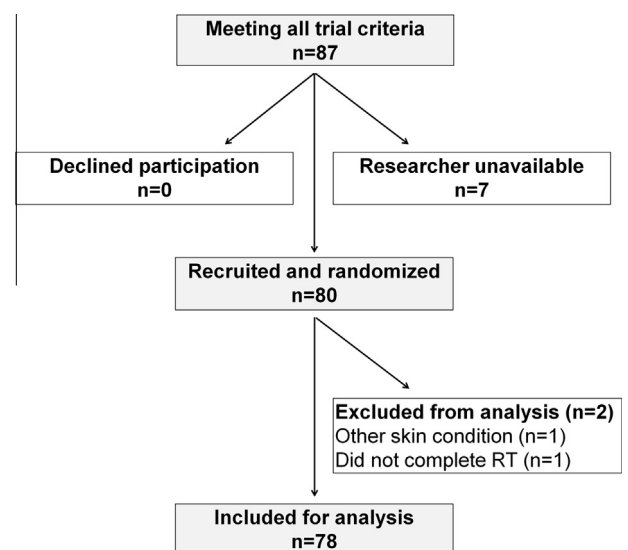 Meeting all trial criteria
n=87
Declined participation
n=0
Researcher unavailable
n=7
Recruited and randomized
n=80
Excluded from analysis (n=2)
Other skin condition (n=1)
Did not complete RT (n=1)
Included for analysis
n=78